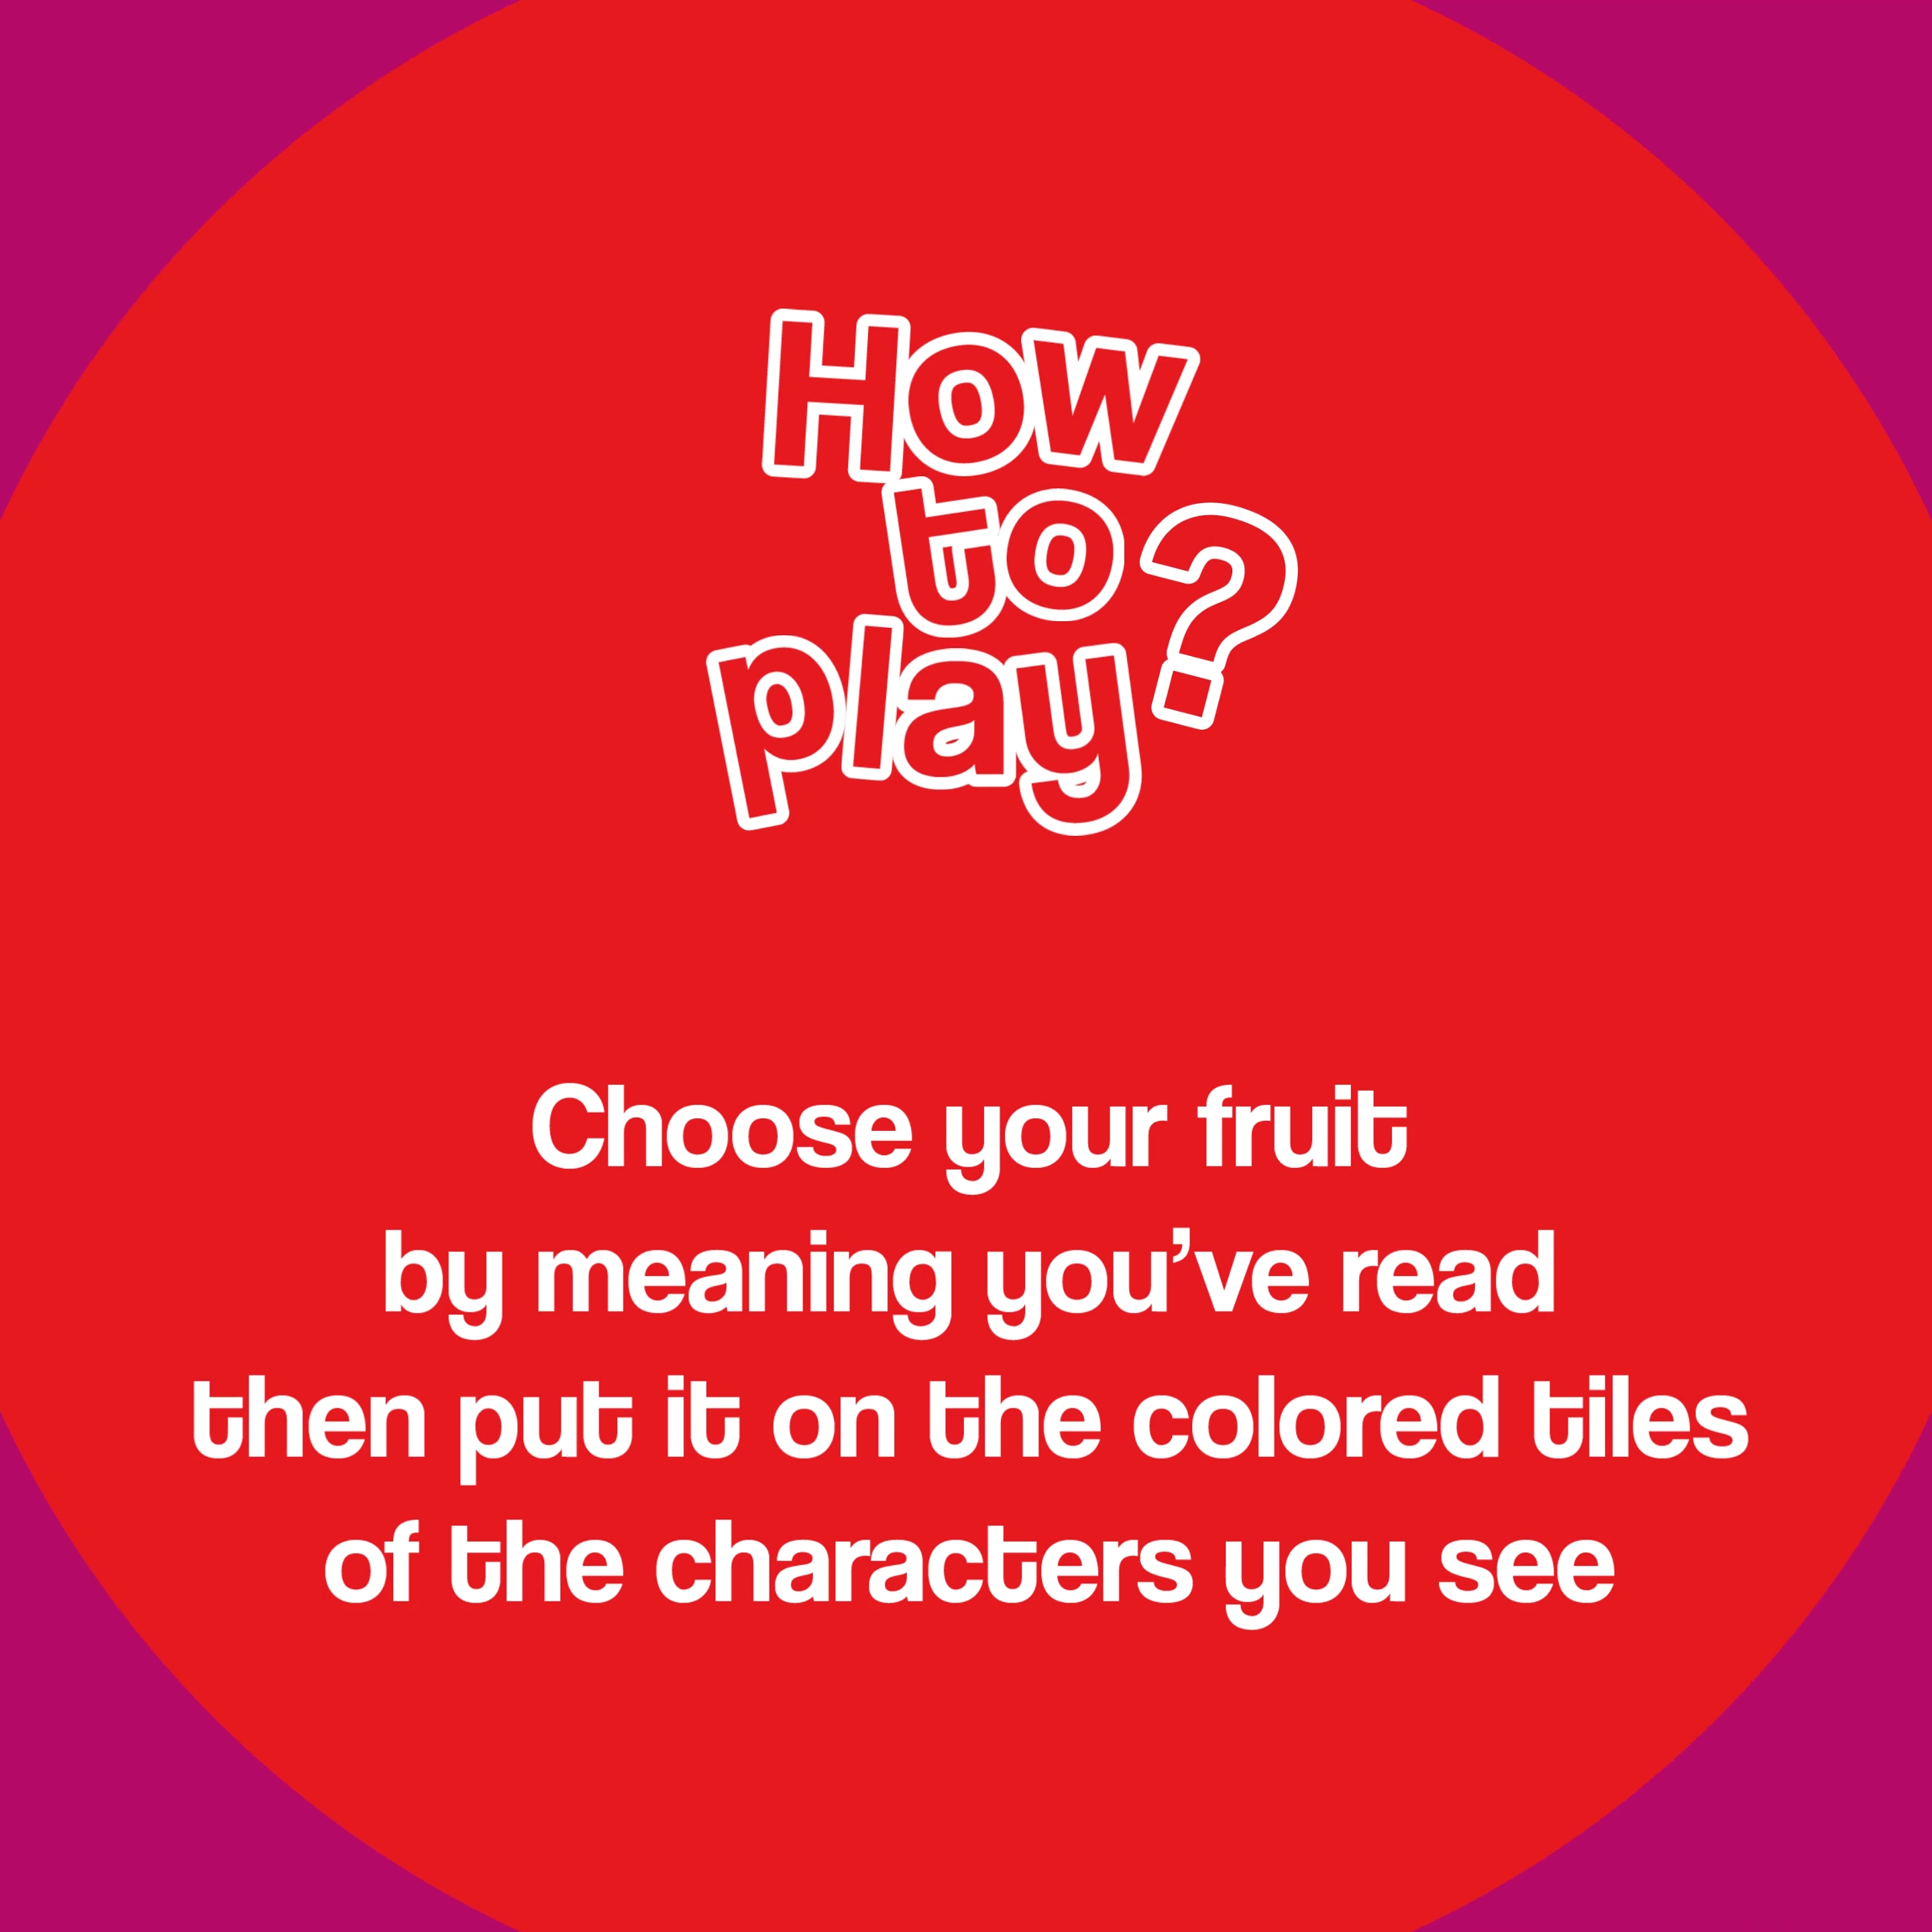 How
to?
play
Choose your fruit
by meaning you’ve read
then put it on the colored tiles
of the characters you see